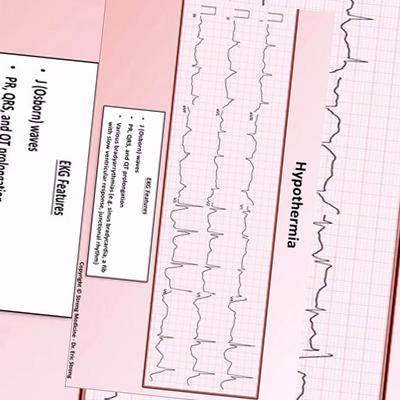 Hypothermia
EKG Features
• J (Osborn) waves
• PR, QRS, and QT prolongation
• Various bradyarrhythmias (e.g. sinus bradycardia, a fib
with slow ventricular response, junctional rhythm)
Copyright © Strong Medicine - Dr. Eric Strong
EKG Features
• J (Osborn) waves
• PR, QRS, and QT prolongation